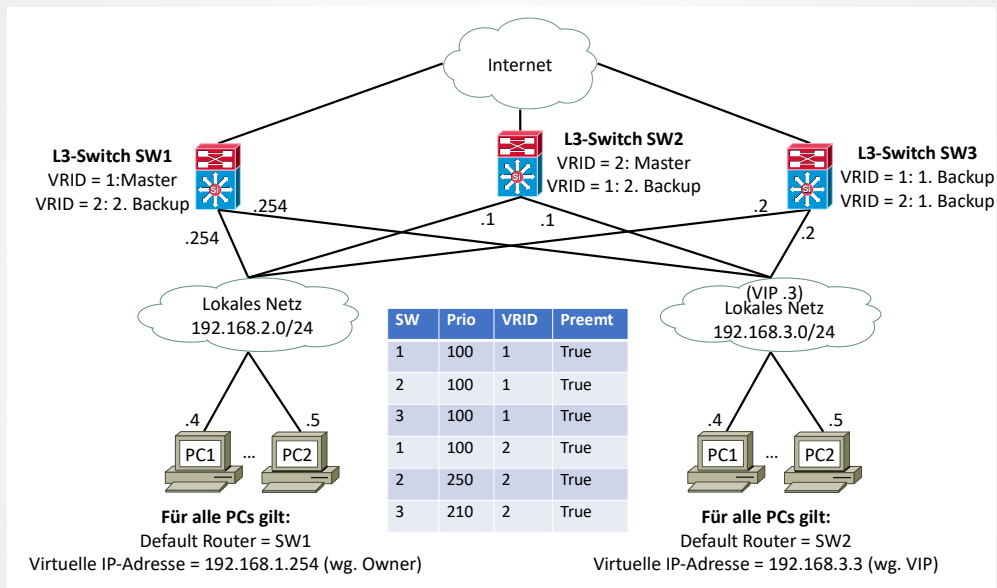 Internet
L3-Switch SW1
VRID = 1:Master
VRID = 2: 2. Backup
L3-Switch SW2
VRID = 2: Master
VRID = 1: 2. Backup
L3-Switch SW3
VRID = 1: 1. Backup
VRID = 2: 1. Backup
Si
Si
Si
.254
.254
.1
.1
.2
.2
Lokales Netz
192.168.2.0/24
(VIP .3)
Lokales Netz
192.168.3.0/24
SW Prio VRID Preemt
1 100 1 True
2 100 1 True
3 100 1 True
1 100 2 True
2 250 2 True
3 210 2 True
.4
.5
PC1
...
PC2
.4
.5
PC1
...
PC2
Für alle PCs gilt:
Default Router = SW1
Virtuelle IP-Adresse = 192.168.1.254 (wg. Owner)
Für alle PCs gilt:
Default Router = SW2
Virtuelle IP-Adresse = 192.168.3.3 (wg. VIP)